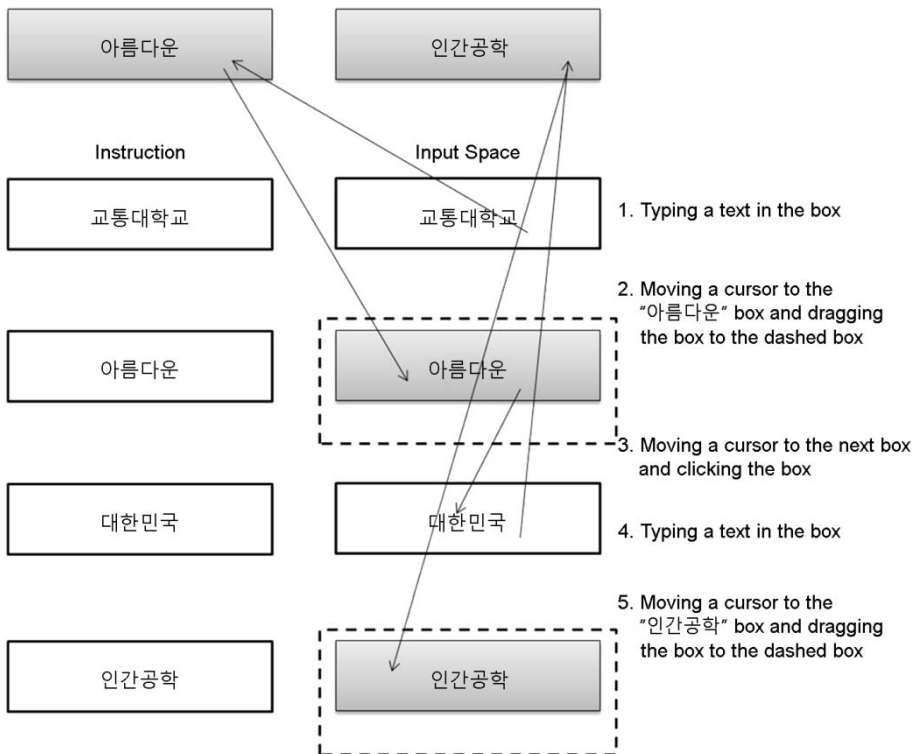 아름다운
인간공학
Instruction
Input Space
교통대학교
교통대학교
1. Typing a text in the box
2. Moving a cursor to the
"아름다운" box and dragging
the box to the dashed box
아름다운
아름다운
3. Moving a cursor to the next box
and clicking the box
대한민국
대한민국
4. Typing a text in the box
5. Moving a cursor to the
"인간공학" box and dragging
the box to the dashed box
인간공학
인간공학